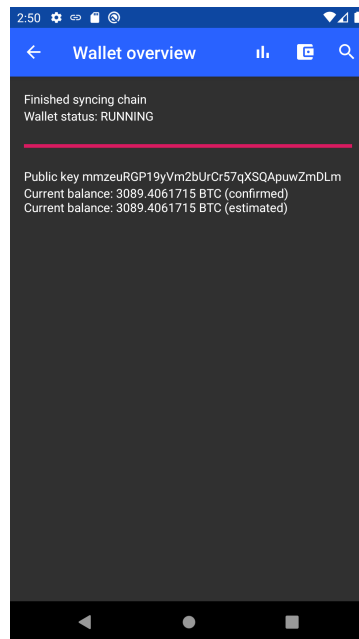 2:50
Wallet overview
Finished syncing chain
Wallet status: RUNNING
Public key mmzeuRGP19yVm2bUrCr57qXSQApuwZmDLm
Current balance: 3089.4061715 BTC (confirmed)
Current balance: 3089.4061715 BTC (estimated)